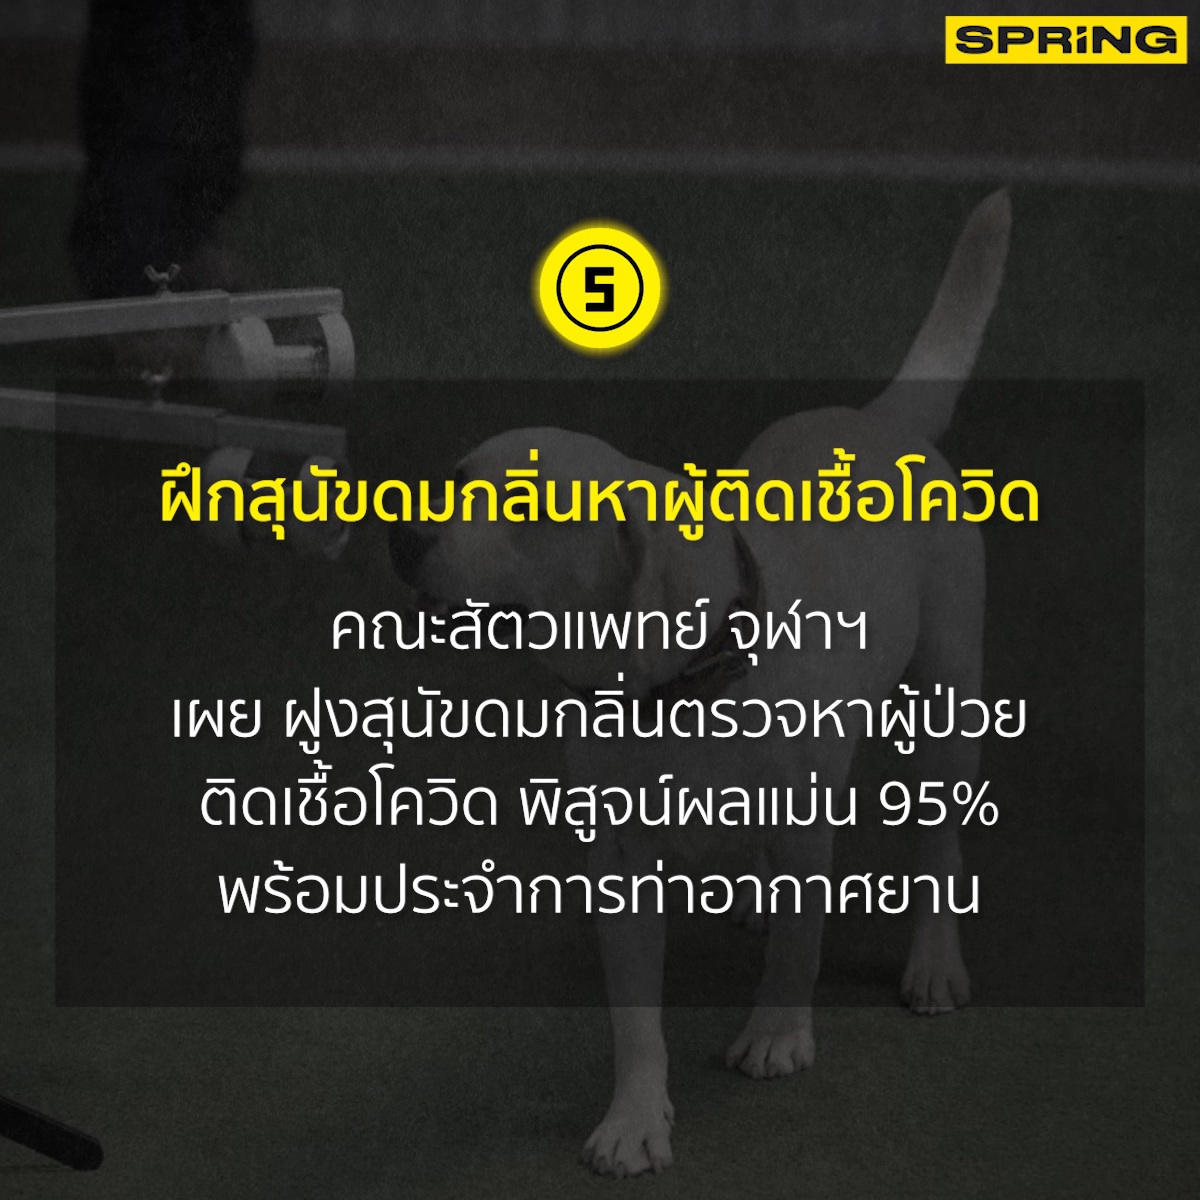 SPRiNG
5
ฝึกสุนัขดมกลิ่นหาผู้ติดเชื้อโควิด
คณะสัตวแพทย์ จุฬาฯ
เผย ฝูงสุนัขดมกลิ่นตรวจหาผู้ป่วย
ติดเชื้อโควิด พิสูจน์ผลแม่น 95%
พร้อมประจำการท่าอากาศยาน